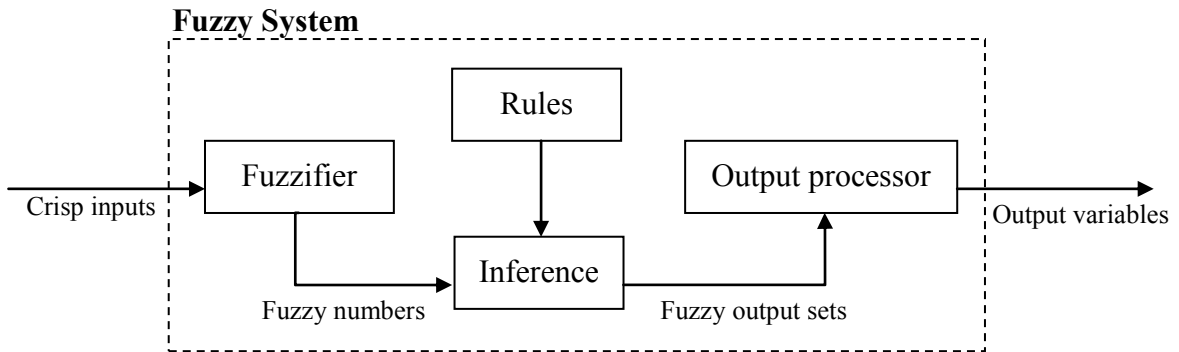 Fuzzy System
Rules
Fuzzifier
Output processor
Crisp inputs
Output variables
Inference
Fuzzy numbers
Fuzzy output sets